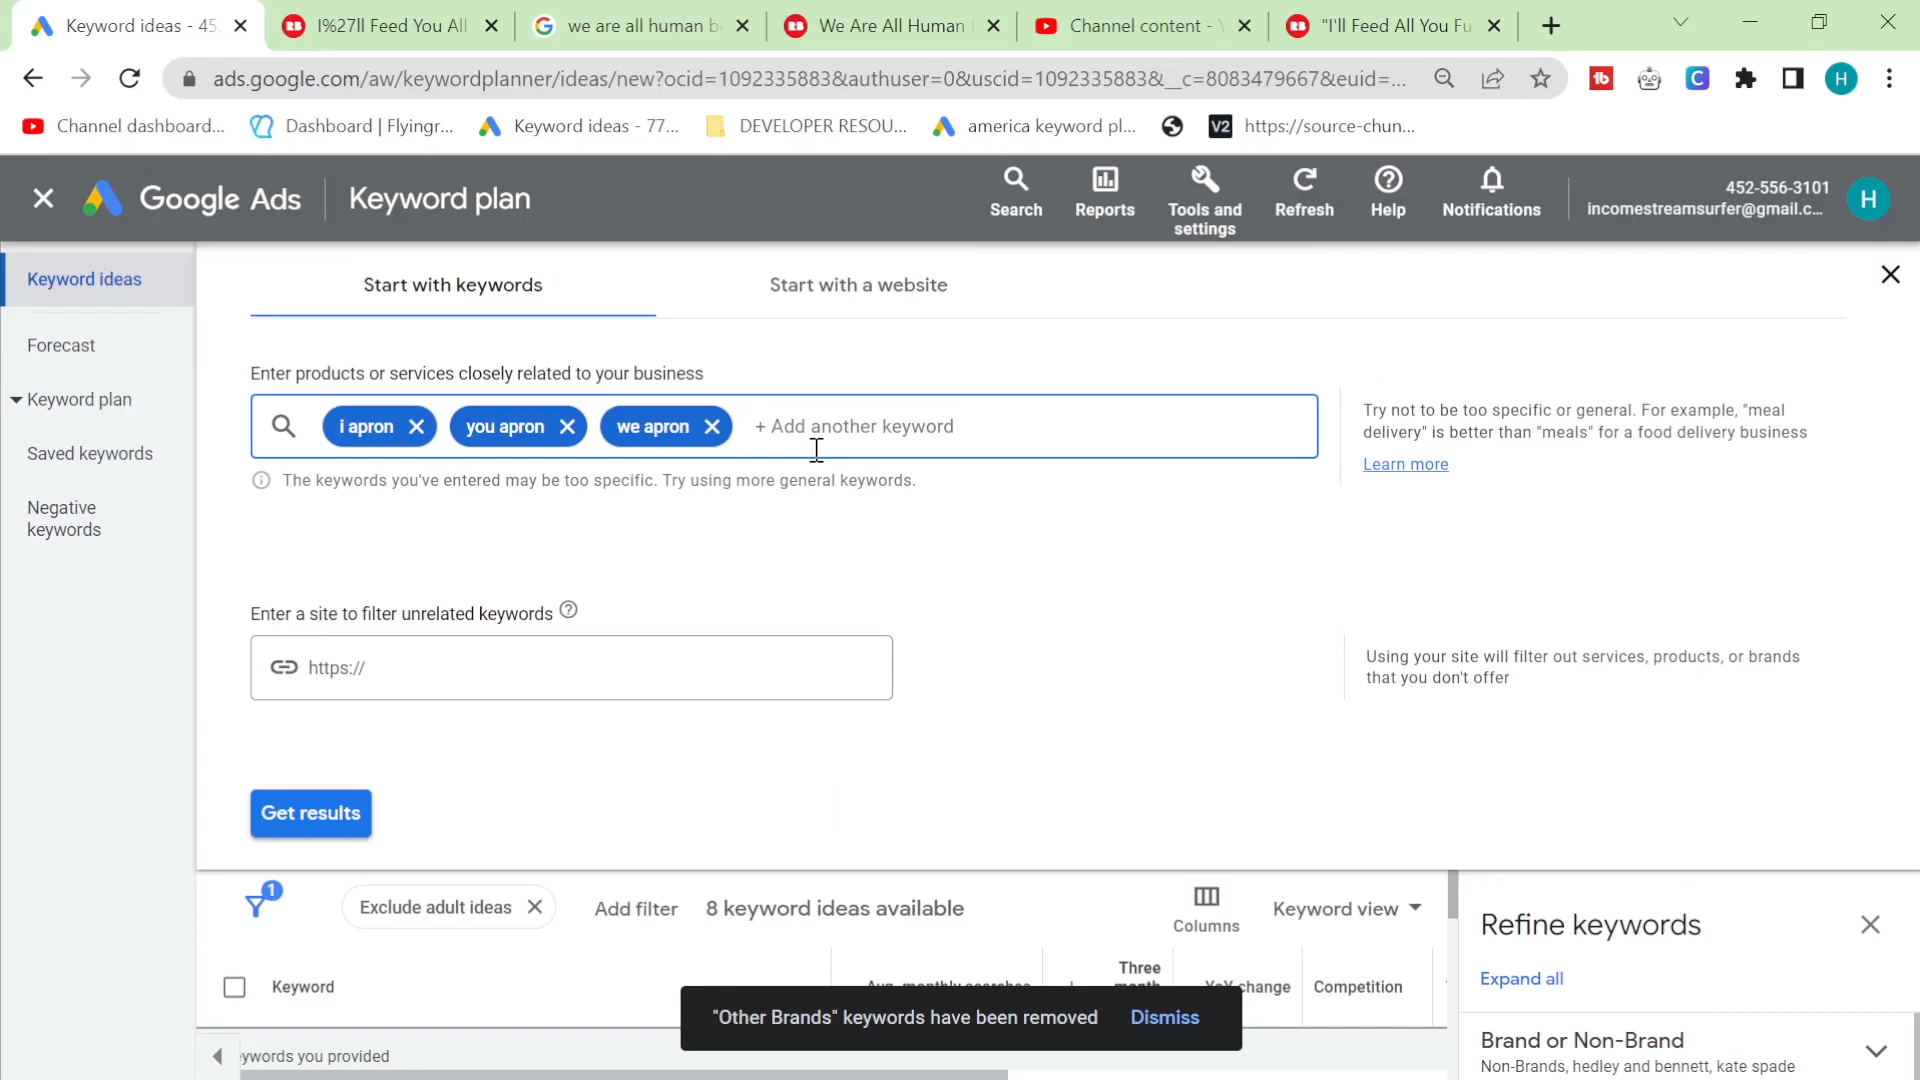 Keyword ideas - 45
I%27ll Feed You All
we are all human b
We Are All Human
Channel content -
"I'll Feed All You Fu
ads.google.com/aw/keywordplanner/ideas/new?ocid=1092335883&authuser=0&uscid=1092335883&__c=8083479667&euid=...
H
Channel dashboard...
Dashboard | Flyingr...
Keyword ideas - 77...
DEVELOPER RESOU...
america keyword pl...
V2
https://source-chun...
Google Ads
Keyword plan
Search
Reports
Tools and
settings
Refresh
Help
Notifications
452-556-3101
incomestreamsurfer@gmail.c...
H
Keyword ideas
Forecast
Keyword plan
Saved keywords
Negative
keywords
Start with keywords
Start with a website
Enter products or services closely related to your business
i apron
you apron
we apron
+ Add another keyword
The keywords you've entered may be too specific. Try using more general keywords.
Try not to be too specific or general. For example, "meal
delivery" is better than "meals" for a food delivery business
Learn more
Enter a site to filter unrelated keywords
https://
Using your site will filter out services, products, or brands
that you don't offer
Get results
1
Exclude adult ideas
Add filter
8 keyword ideas available
Columns
Keyword view
Refine keywords
Expand all
Keyword
Avg. monthly searches
Three
month
YoY change
Competition
"Other Brands" keywords have been removed
Dismiss
eywords you provided
Brand or Non-Brand
Non-Brands, hedley and bennett, kate spade